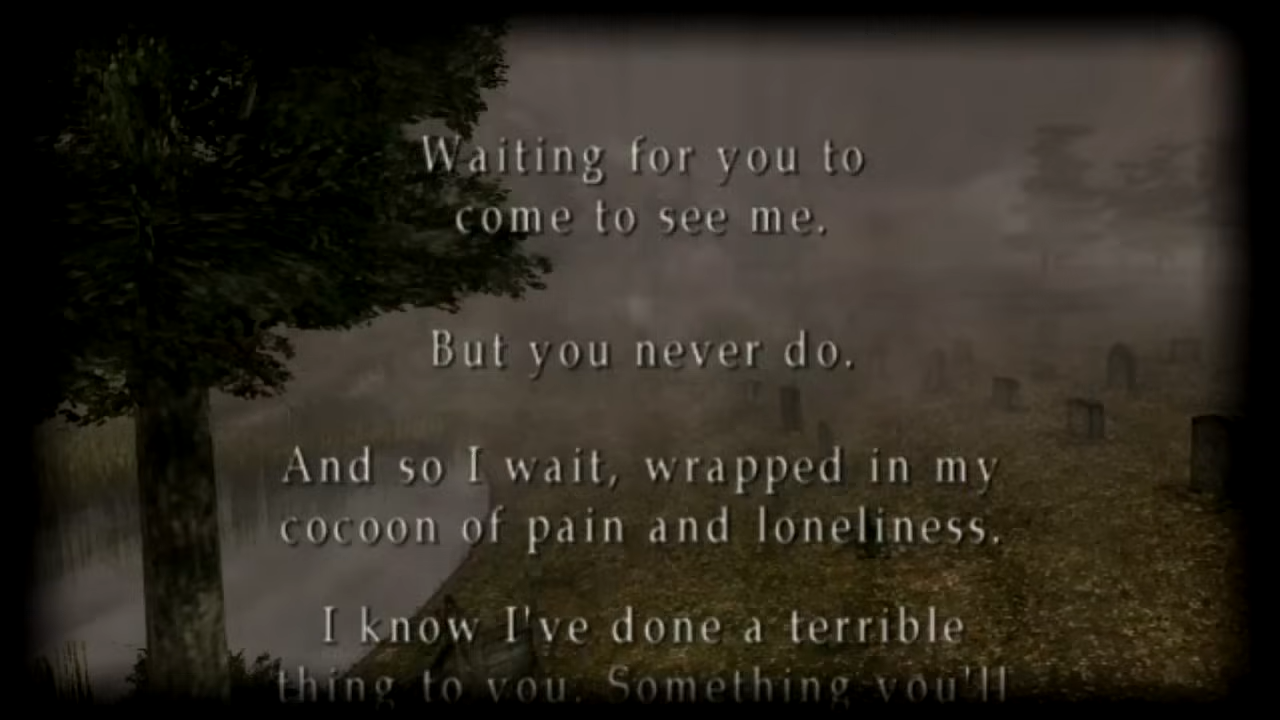 Waiting for you to
come to see me.
But you never do.
And so I wait, wrapped in my
cocoon of pain and loneliness.
I know I've done a terrible
thing to you. Something you'll